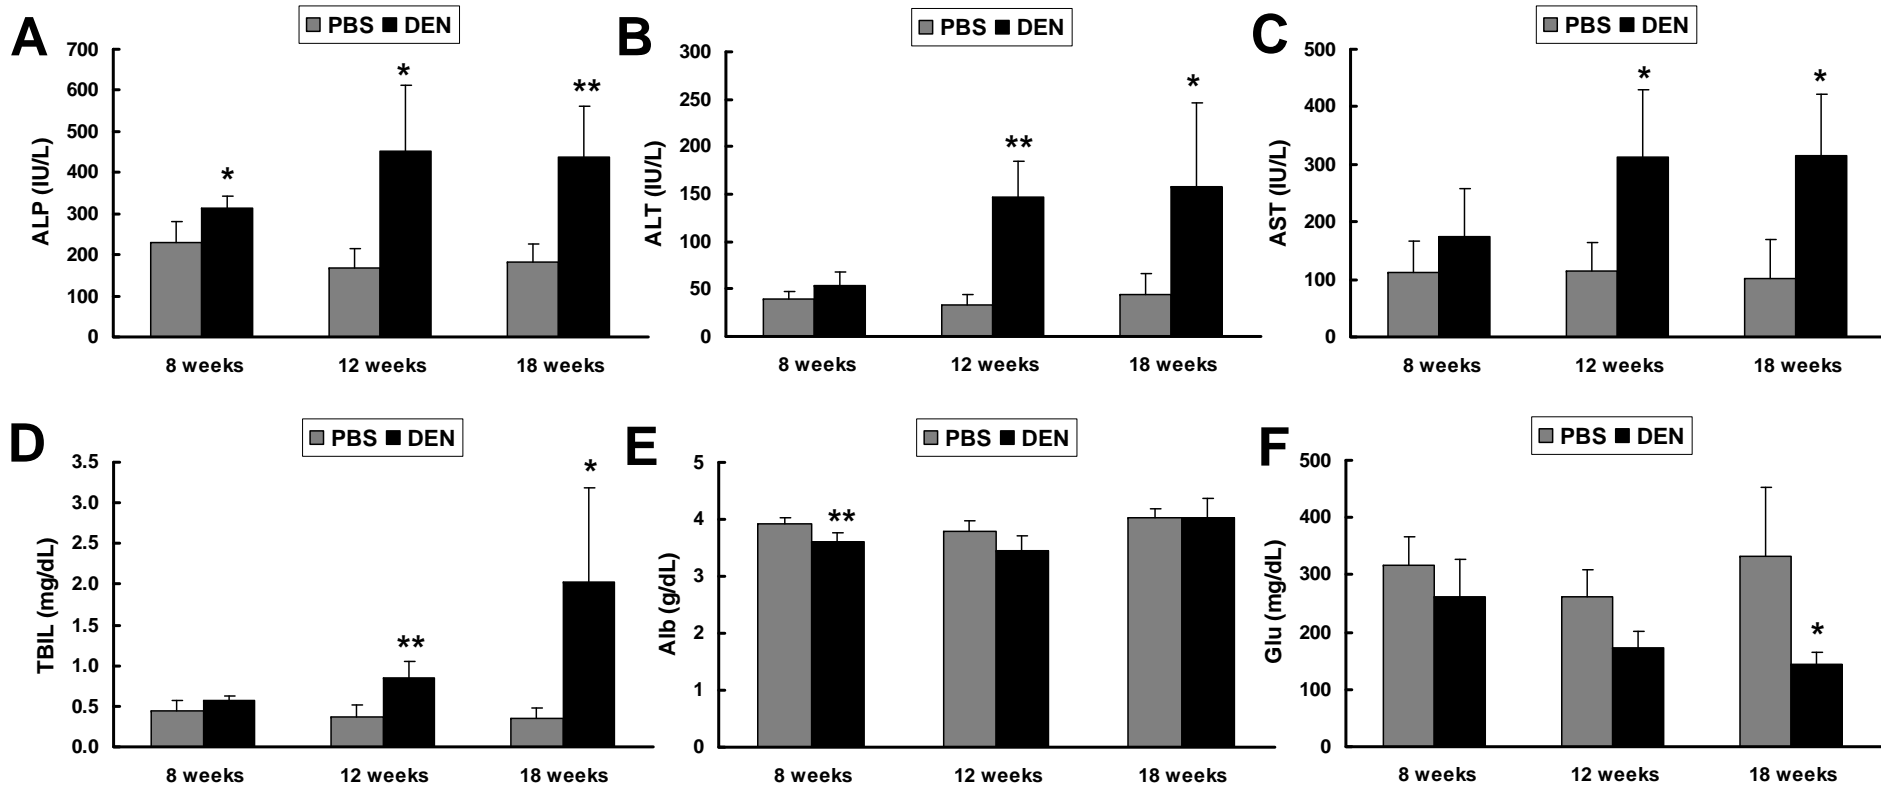 A
PBS DEN
ALP (IU/L)
700
600
500
400
300
200
100
0
*
*
**
8 weeks 12 weeks 18 weeks
B
PBS DEN
ALT (IU/L)
300
250
200
150
100
50
0
**
*
8 weeks 12 weeks 18 weeks
C
PBS DEN
AST (IU/L)
500
400
300
200
100
0
*
*
8 weeks 12 weeks 18 weeks
D
PBS DEN
TBIL (mg/dL)
3.5
3.0
2.5
2.0
1.5
1.0
0.5
0.0
**
*
8 weeks 12 weeks 18 weeks
E
PBS DEN
Alb (g/dL)
5
4
3
2
1
0
**
8 weeks 12 weeks 18 weeks
F
PBS DEN
Glu (mg/dL)
500
400
300
200
100
0
*
8 weeks 12 weeks 18 weeks